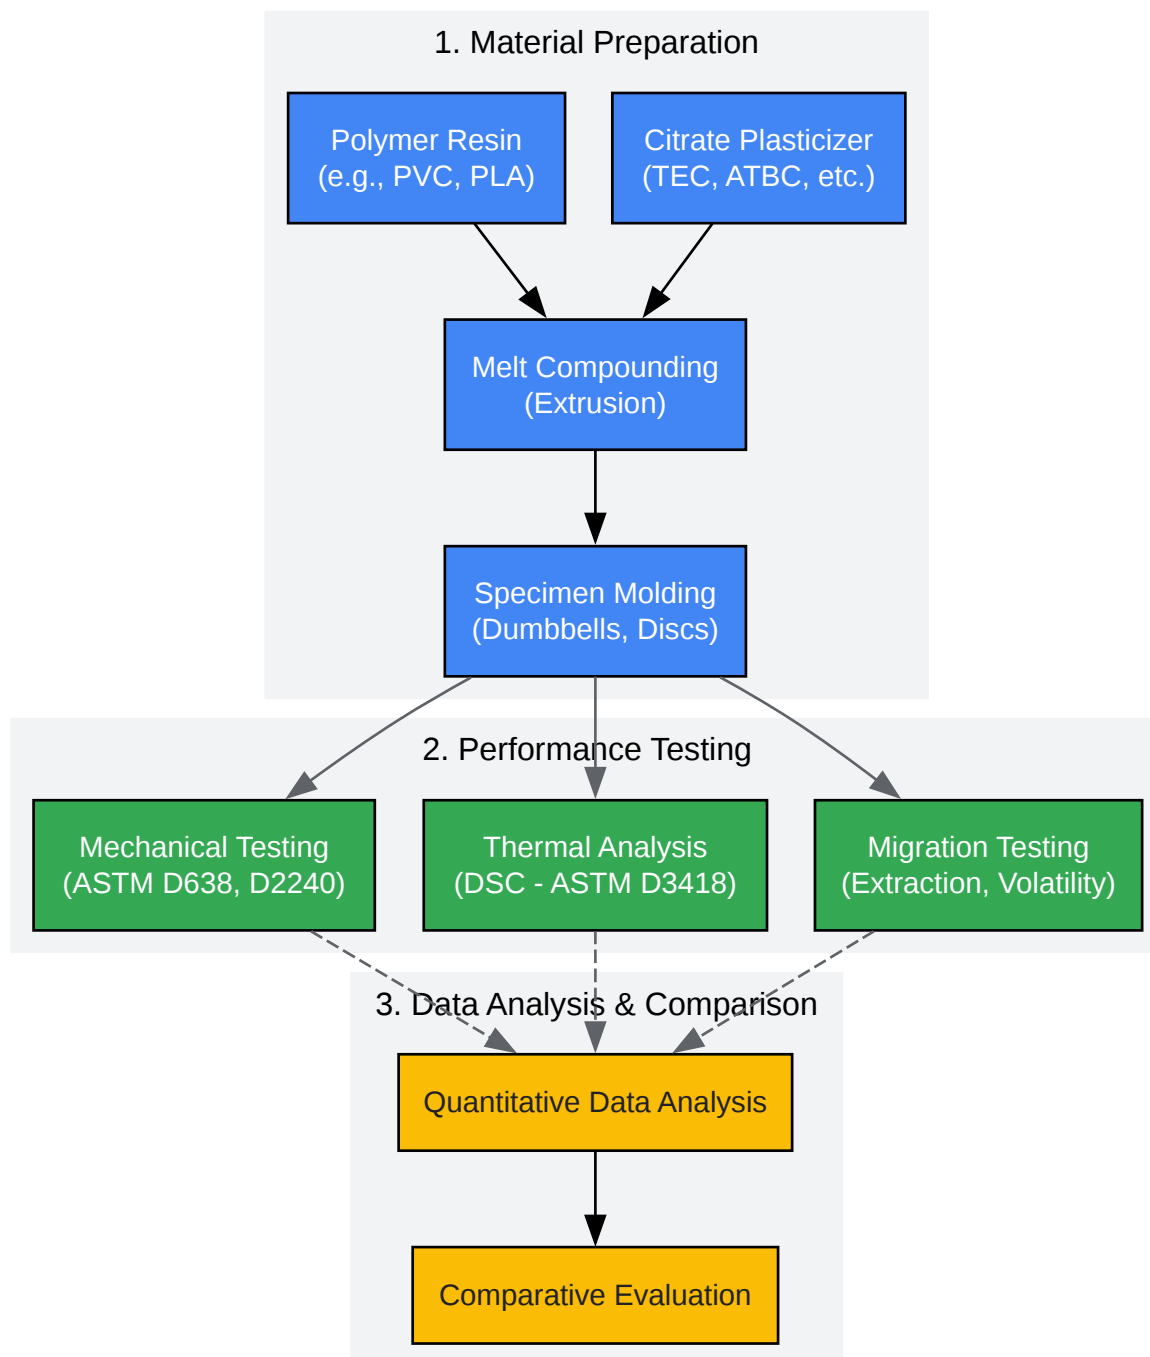 1. Material Preparation
Polymer Resin
(e.g., PVC, PLA)
Citrate Plasticizer
(TEC, ATBC, etc.)
Melt Compounding
(Extrusion)
Specimen Molding
(Dumbbells, Discs)
2. Performance Testing
Mechanical Testing
(ASTM D638, D2240)
Thermal Analysis
(DSC - ASTM D3418)
Migration Testing
(Extraction, Volatility)
3. Data Analysis & Comparison
Quantitative Data Analysis
Comparative Evaluation